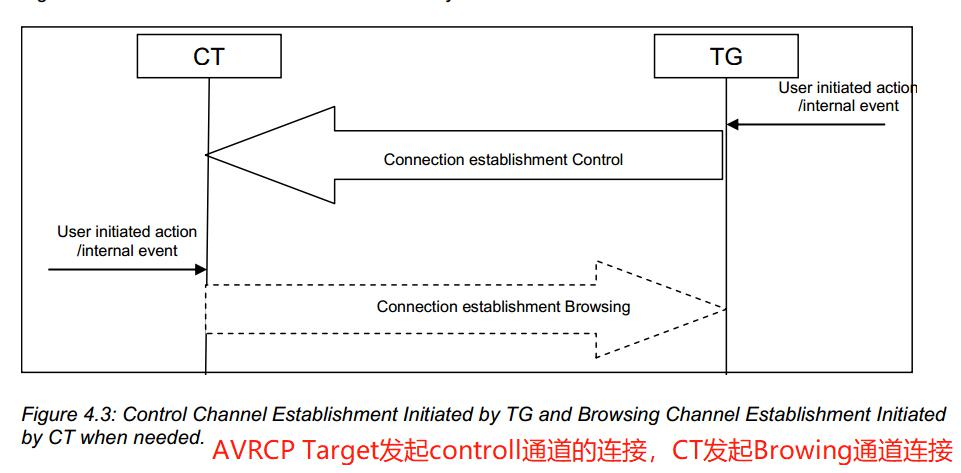 CT
TG
User initiated action
/internal event
Connection establishment Control
User initiated action
/internal event
Connection establishment Browsing
Figure 4.3: Control Channel Establishment Initiated by TG and Browsing Channel Establishment Initiated
by CT when needed.
AVRCP Target发起controll通道的连接，CT发起Browing通道连接